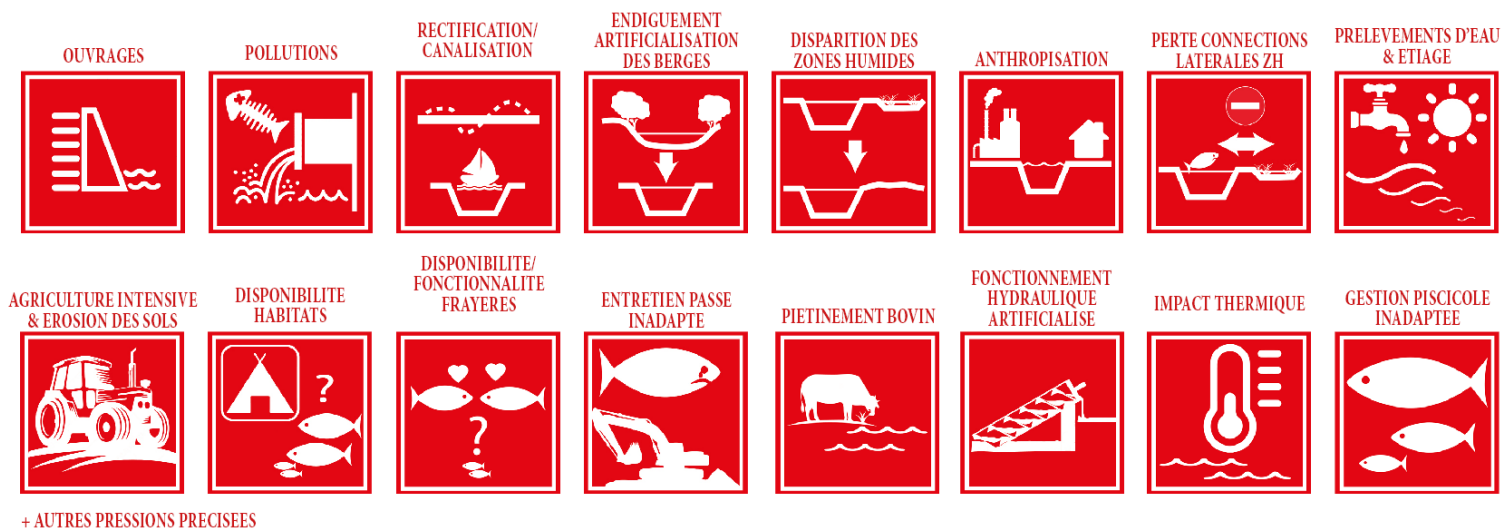 OUVRAGES
POLLUTIONS
RECTIFICATION/
CANALISATION
ENDIGUEMENT
ARTIFICIALISATION
DES BERGES
DISPARITION DES
ZONES HUMIDES
ANTHROPISATION
PERTE CONNECTIONS
LATERALES ZH
PRELEVEMENTS D'EAU
& ETIAGE
AGRICULTURE INTENSIVE
& EROSION DES SOLS
DISPONIBILITE
HABITATS
?
DISPONIBILITE/
FONCTIONNALITE
FRAYERES
?
ENTRETIEN PASSE
INADAPTE
PIETINEMENT BOVIN
FONCTIONNEMENT
HYDRAULIQUE
ARTIFICIALISE
IMPACT THERMIQUE
GESTION PISCICOLE
INADAPTEE
+ AUTRES PRESSIONS PRECISEES